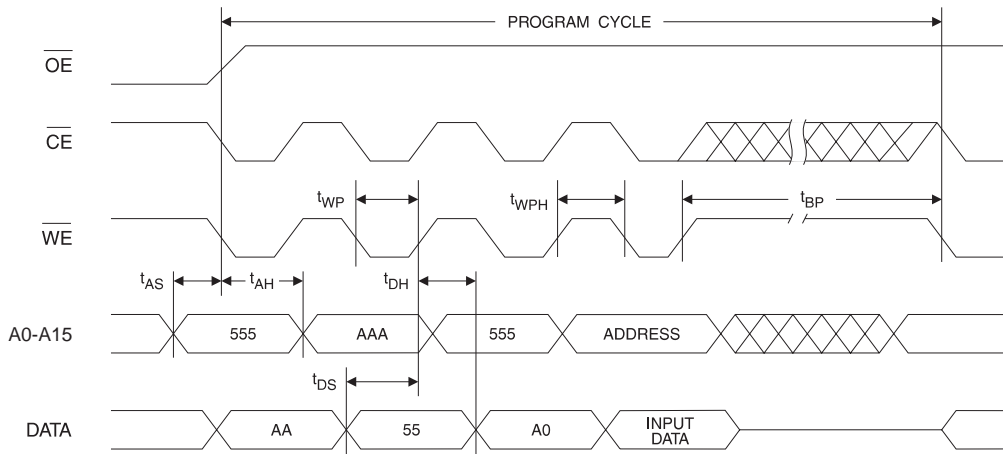 PROGRAM CYCLE
OE
CE
tWP
tWPH
tBP
WE
tAS
tAH
tDH
A0-A15
555
AAA
555
ADDRESS
tDS
DATA
AA
55
A0
INPUT
DATA